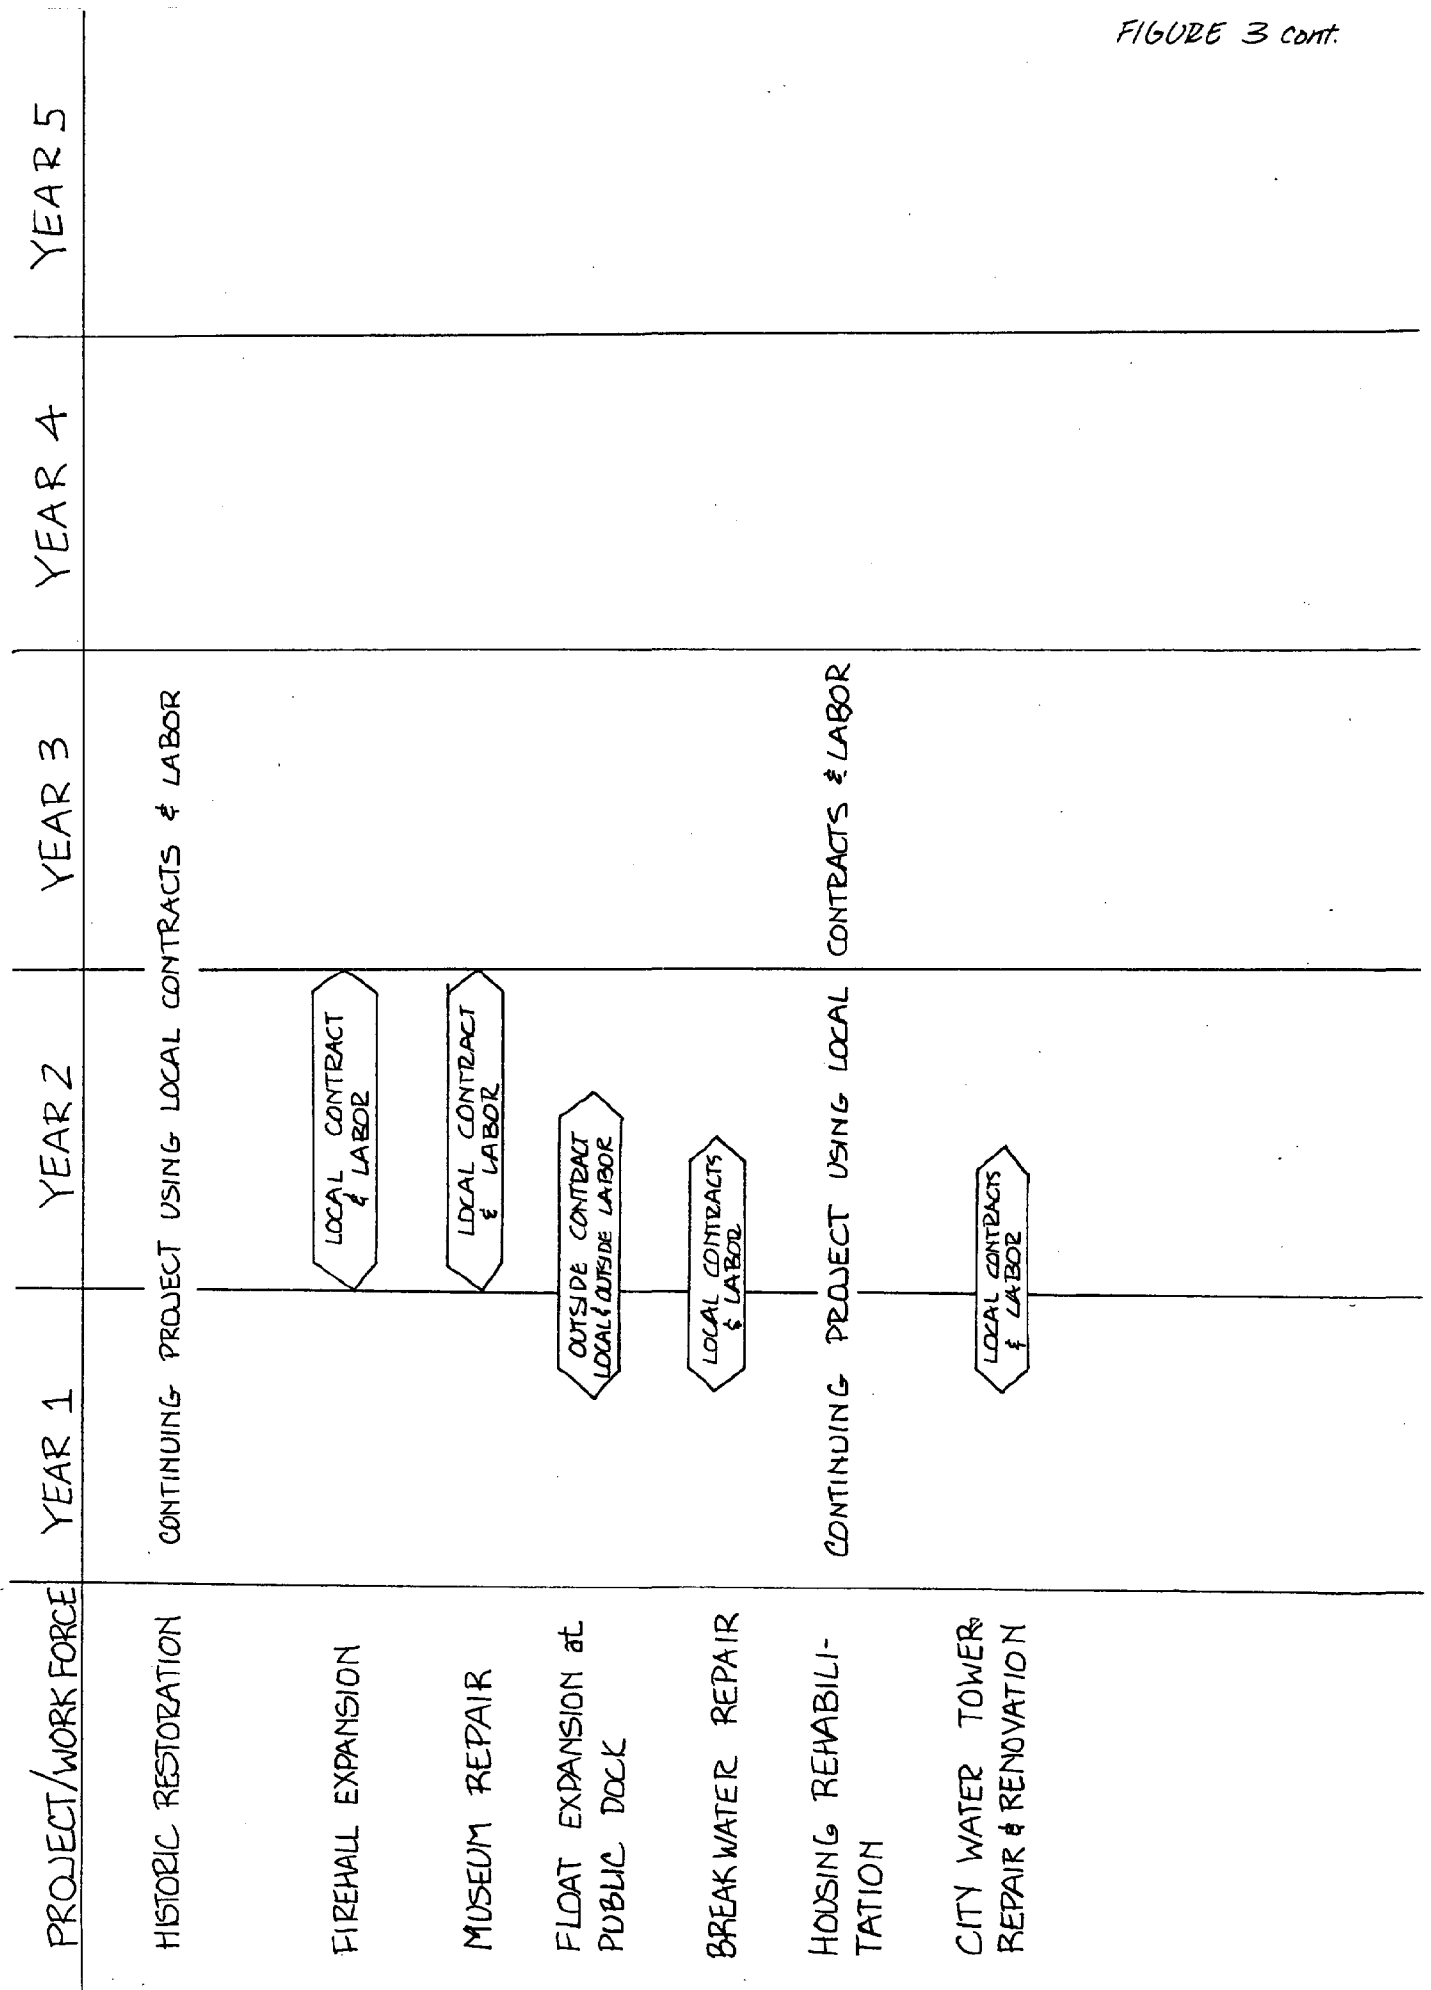 FIGURE 3 cont.
PROJECT/WORK FORCE
YEAR 1
YEAR 2
YEAR 3
YEAR 4
YEAR 5
HISTORIC RESTORATION
CONTINUING PROJECT USING LOCAL CONTRACTS & LABOR
FIREHALL EXPANSION
LOCAL CONTRACT
& LABOR
MUSEUM REPAIR
LOCAL CONTRACT
& LABOR
FLOAT EXPANSION at
PUBLIC DOCK
OUTSIDE CONTRACT
LOCAL & OUTSIDE LABOR
BREAKWATER REPAIR
LOCAL CONTRACTS
& LABOR
HOUSING REHABILI-
TATION
CONTINUING PROJECT USING LOCAL CONTRACTS & LABOR
CITY WATER TOWER
REPAIR & RENOVATION
LOCAL CONTRACTS
& LABOR